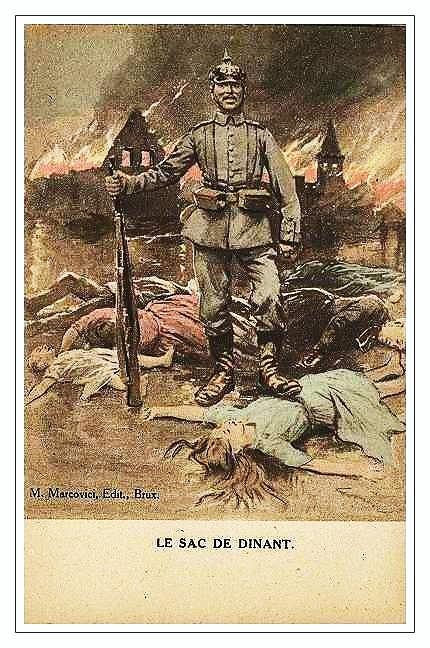 M. Marcovici, Edit., Brux.
LE SAC DE DINANT.